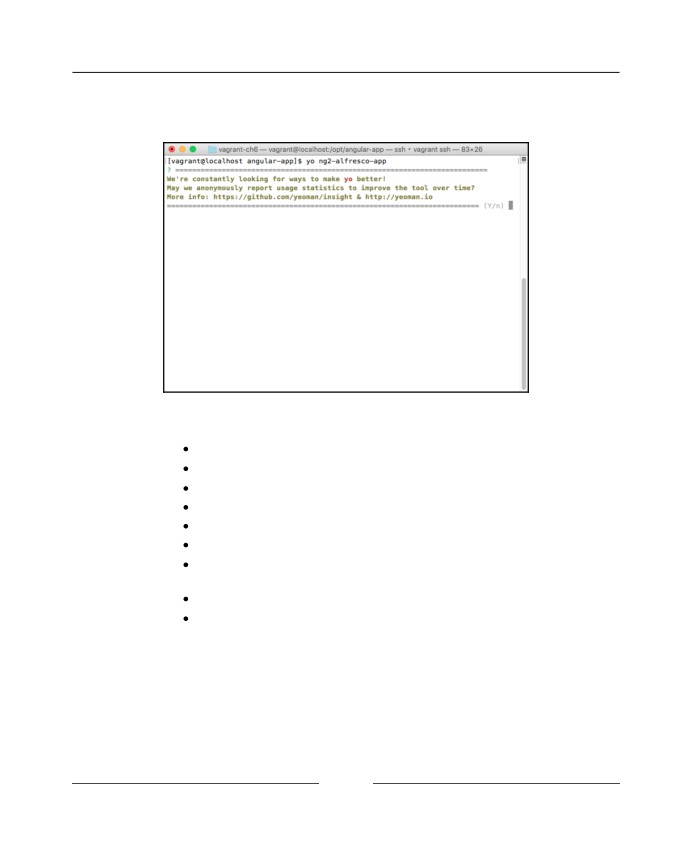 vagrant-ch6 — vagrant@localhost:/opt/angular-app — ssh • vagrant ssh — 83×26
[vagrant@localhost angular-app]$ yo ng2-alfresco-app
? ==========================================================================
We're constantly looking for ways to make yo better!
May we anonymously report usage statistics to improve the tool over time?
More info: https://github.com/yeoman/insight & http://yeoman.io
========================================================================== (Y/n)